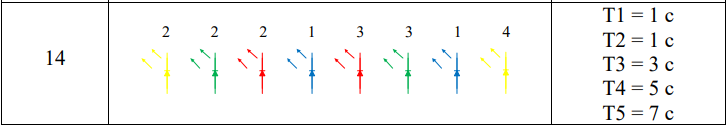 14
2 2 2 1 3 3 1 4
T1 = 1 с
T2 = 1 с
T3 = 3 с
T4 = 5 с
T5 = 7 с